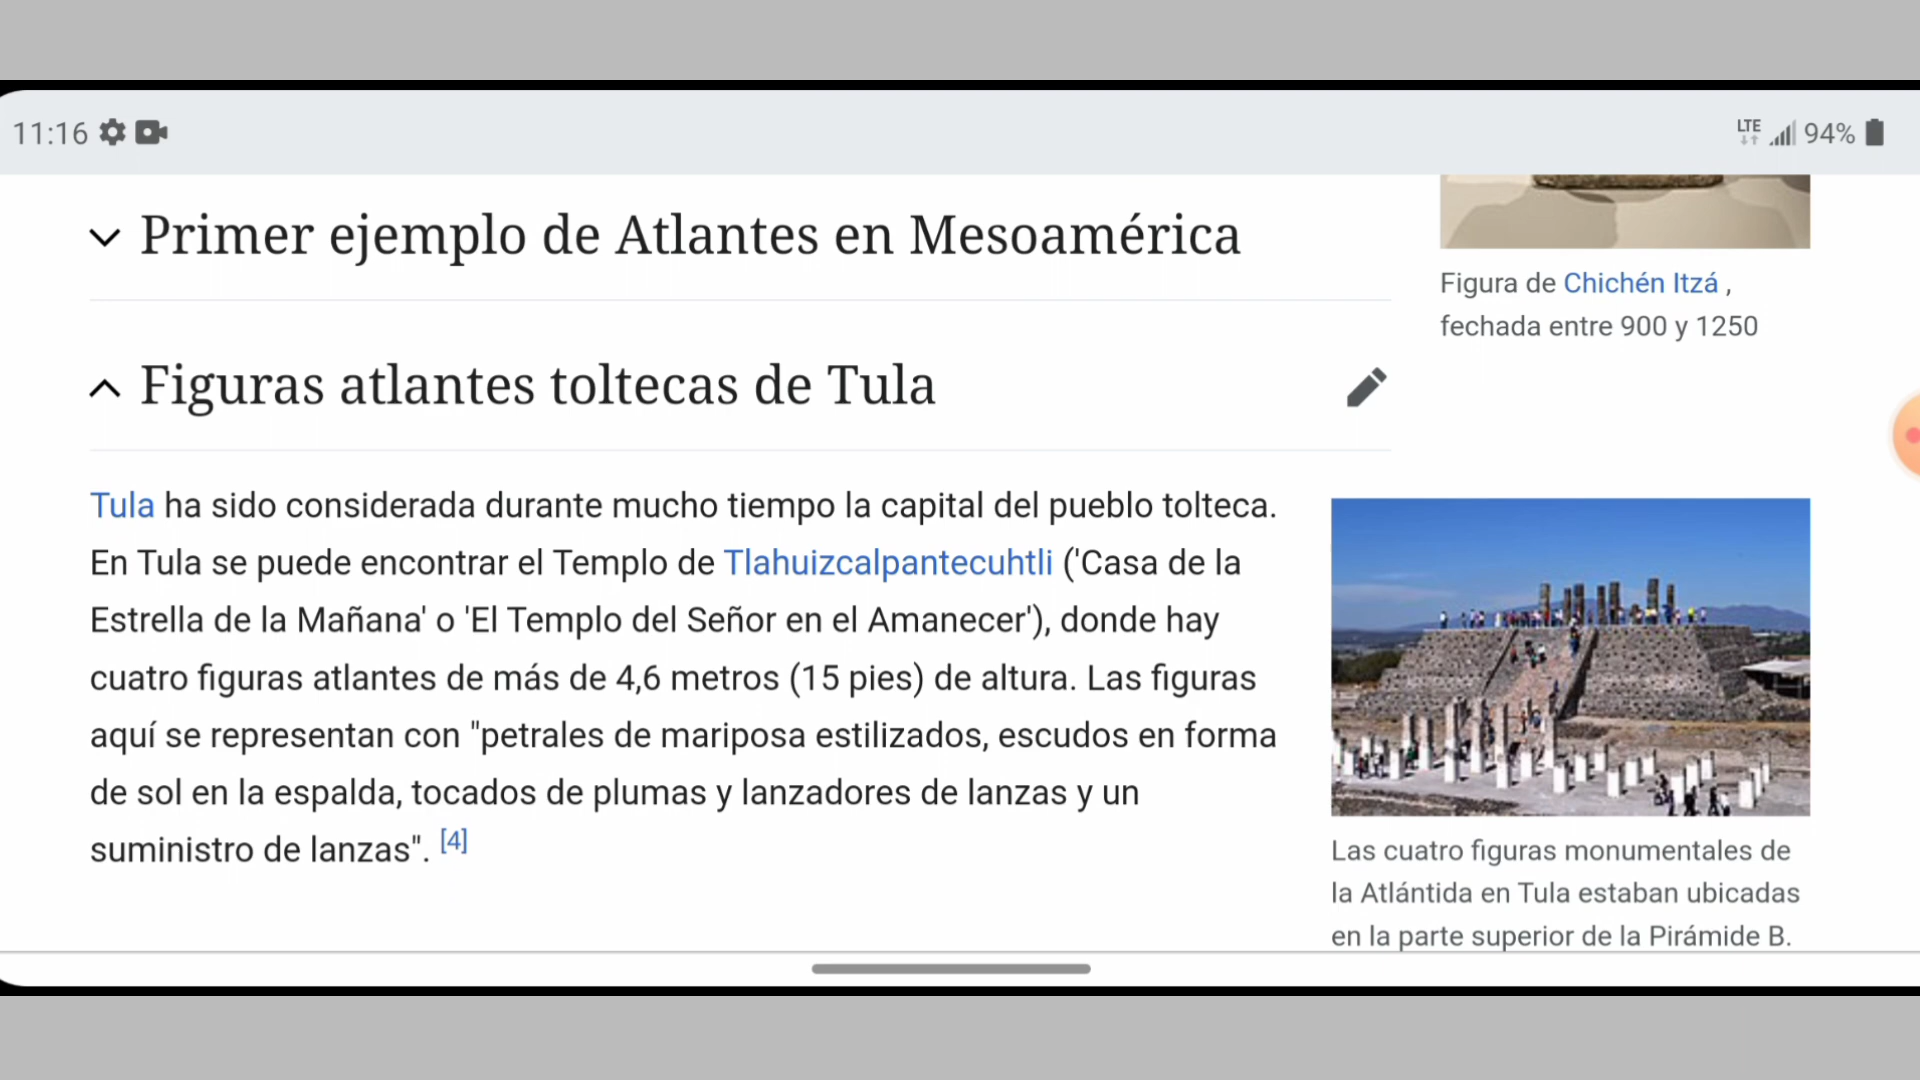 11:16
LTE 94%
Primer ejemplo de Atlantes en Mesoamérica
Figura de Chichén Itzá ,
fechada entre 900 y 1250
Figuras atlantes toltecas de Tula
Tula ha sido considerada durante mucho tiempo la capital del pueblo tolteca.
En Tula se puede encontrar el Templo de Tlahuizcalpantecuhtli ('Casa de la
Estrella de la Mañana' o 'El Templo del Señor en el Amanecer'), donde hay
cuatro figuras atlantes de más de 4,6 metros (15 pies) de altura. Las figuras
aquí se representan con "petrales de mariposa estilizados, escudos en forma
de sol en la espalda, tocados de plumas y lanzadores de lanzas y un
suministro de lanzas". [4]
Las cuatro figuras monumentales de
la Atlántida en Tula estaban ubicadas
en la parte superior de la Pirámide B.